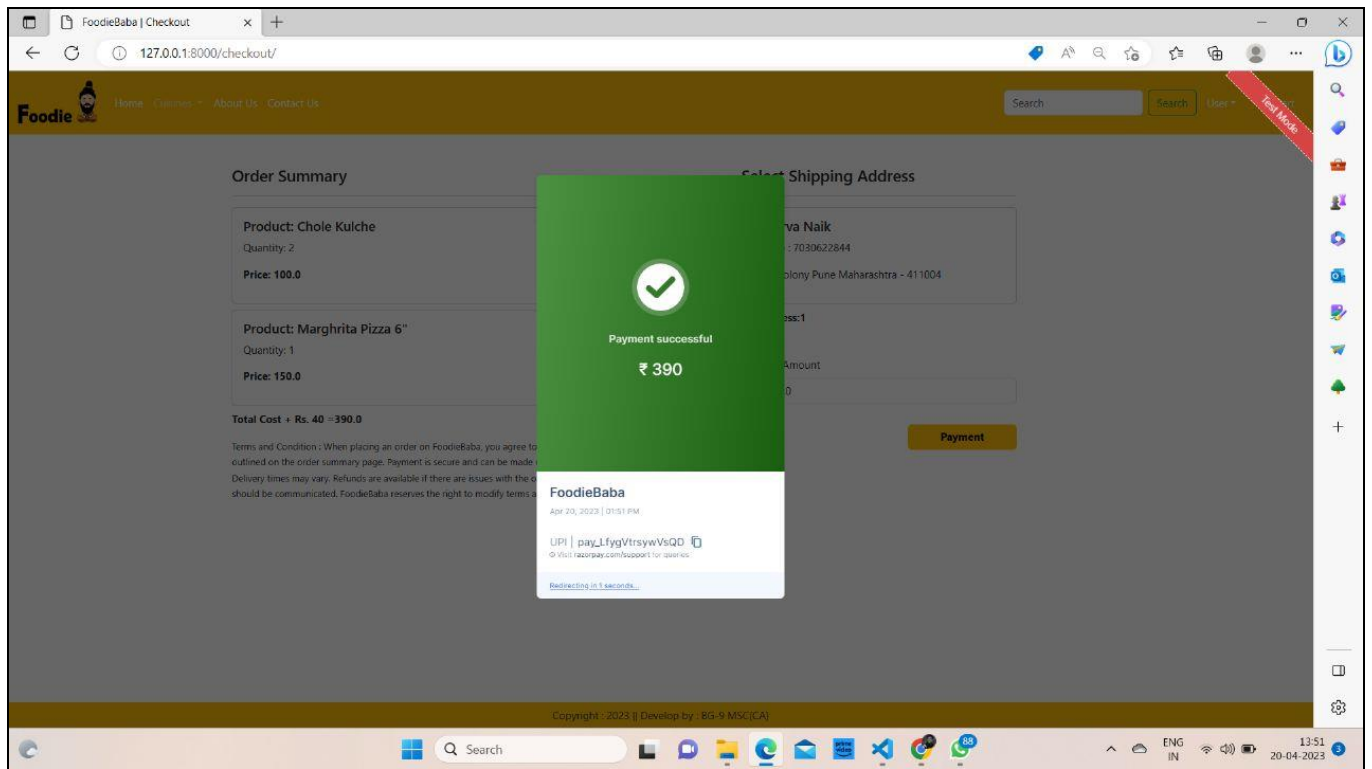 FoodieBaba | Checkout
127.0.0.1:8000/checkout/
Foodie
Home Cuisines About Us Contact Us
Search
Search
User
Test Mode
Order Summary
Product: Chole Kulche
Quantity: 2
Price: 100.0
Product: Marghrita Pizza 6"
Quantity: 1
Price: 150.0
Total Cost + Rs. 40 =390.0
Terms and Condition : When placing an order on FoodieBaba, you agree to
outlined on the order summary page. Payment is secure and can be made
Delivery times may vary. Refunds are available if there are issues with the
should be communicated. FoodieBaba reserves the right to modify terms
Shipping Address
Naik
: 7030622844
Pune Maharashtra - 411004
Amount
Payment
Payment successful
₹ 390
FoodieBaba
Apr 20, 2023 | 01:51 PM
UPI | pay_LfygVtrsywVsQD
Visit razorpay.com/support for queries
Redirecting in 1 seconds...
Copyright : 2023 || Develop by : BG-9 MSC(CA)
Search
88
ENG
IN
13:51
20-04-2023
3